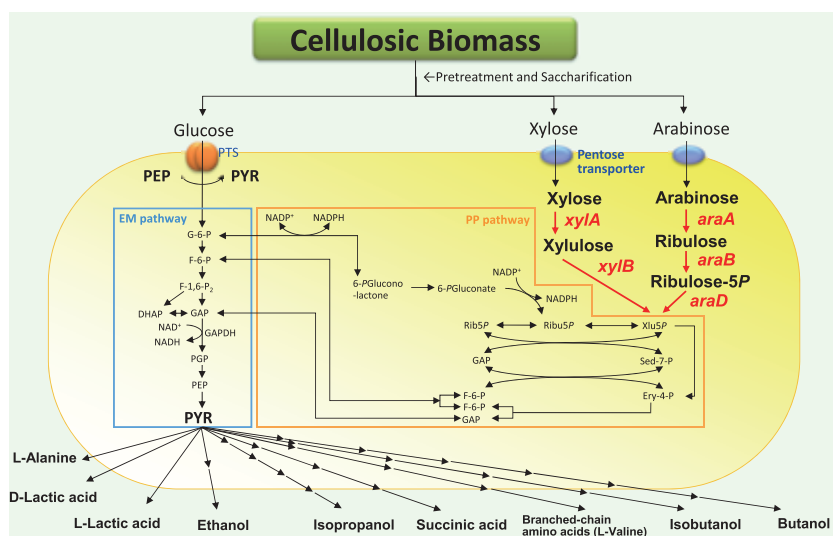 Cellulosic Biomass
←Pretreatment and Saccharification
Glucose
Xylose
Arabinose
PTS
Pentose
transporter
PEP
PYR
Xylose
Arabinose
xylA
araA
Xylulose
Ribulose
xylB
araB
Ribulose-5P
araD
EM pathway
PP pathway
NADP⁺
NADPH
G-6-P
F-6-P
F-1,6-P₂
DHAP
GAP
NAD⁺
GAPDH
NADH
PGP
PEP
PYR
6-PGlucono
-lactone
6-PGluconate
NADP⁺
NADPH
Rib5P
Ribu5P
Xlu5P
GAP
Sed-7-P
F-6-P
Ery-4-P
F-6-P
GAP
L-Alanine
D-Lactic acid
L-Lactic acid
Ethanol
Isopropanol
Succinic acid
Branched-chain
amino acids (L-Valine)
Isobutanol
Butanol